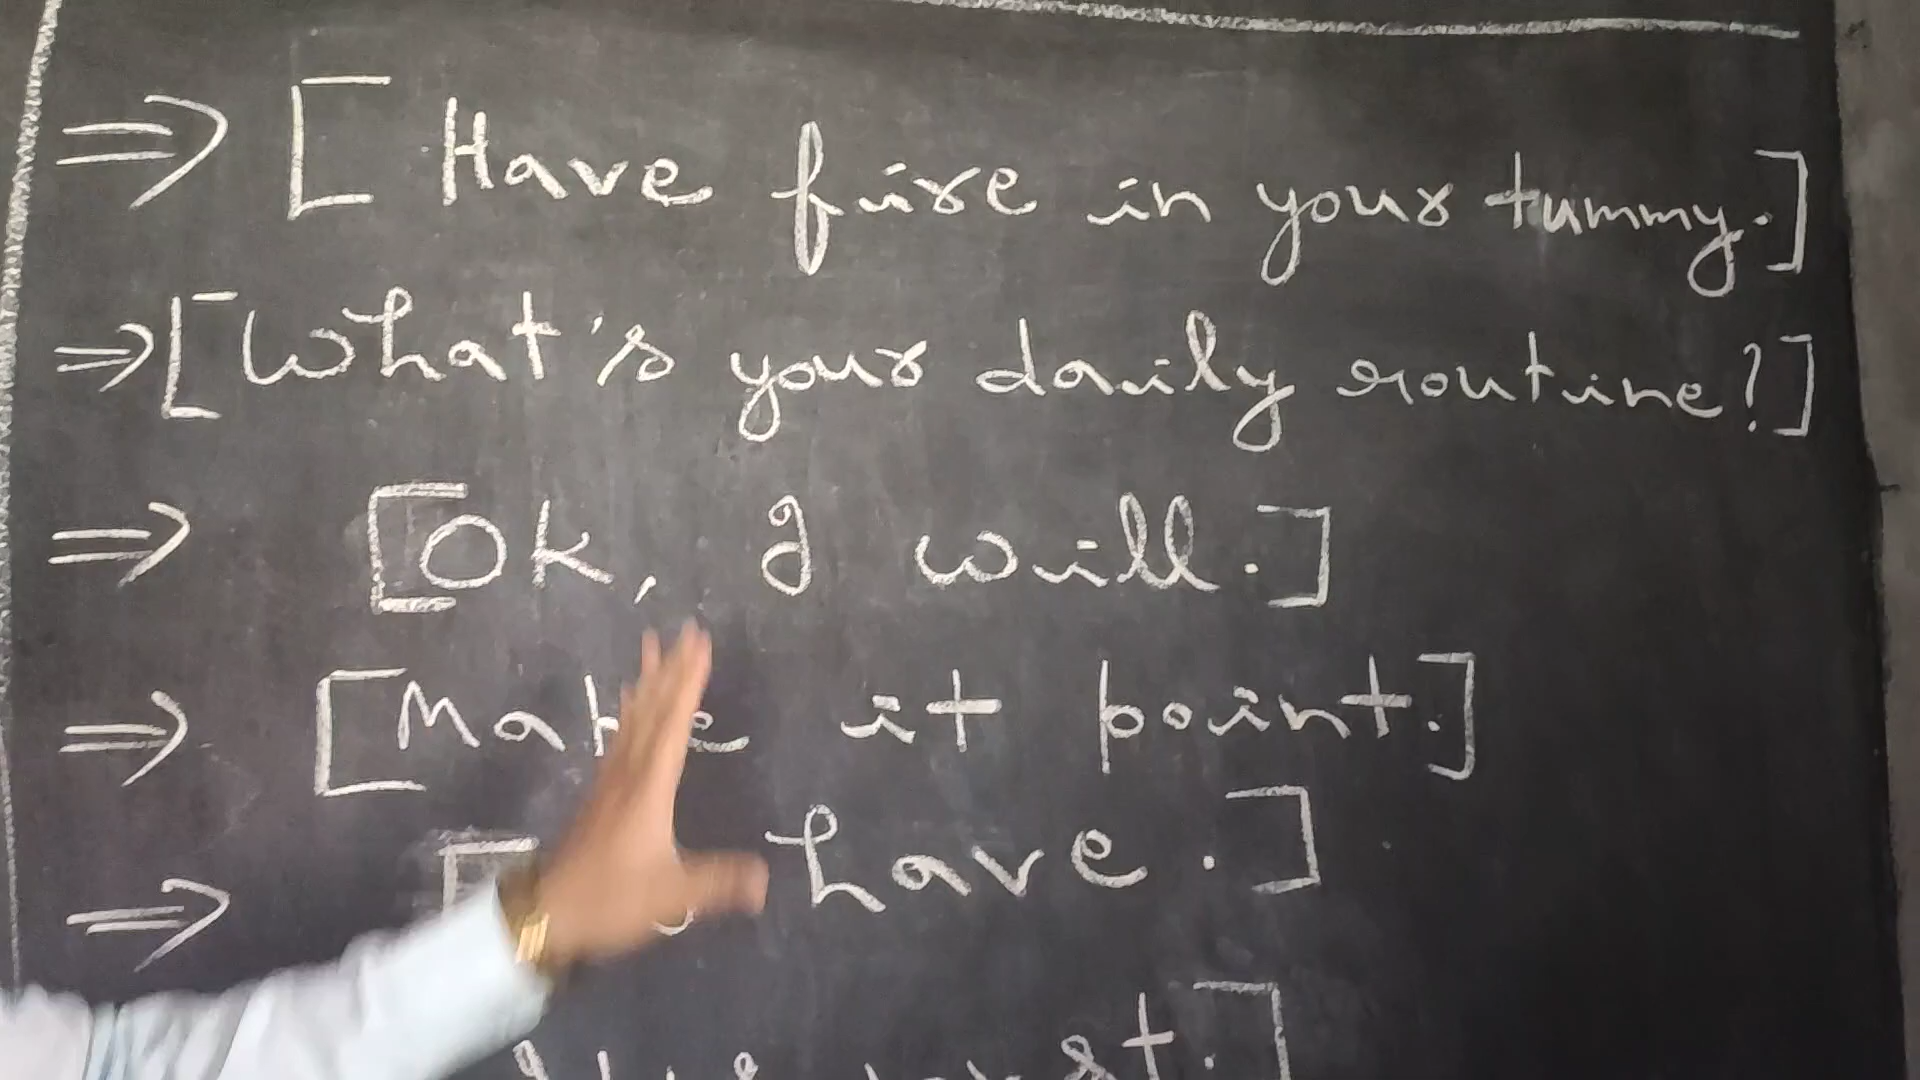 ⇒ [Have fire in your tummy.]
⇒ [What's your daily routine?]
⇒ [Ok, I will.]
⇒ [Make it point.]
⇒ [ have.]